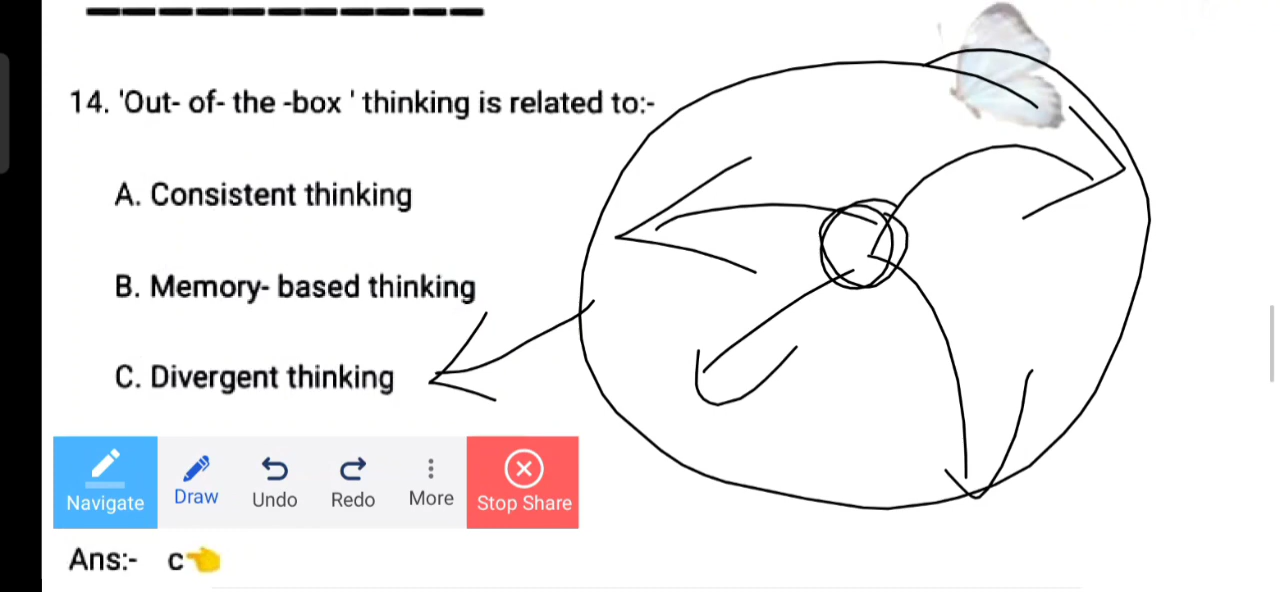 14. 'Out- of- the -box ' thinking is related to:-
A. Consistent thinking
B. Memory- based thinking
C. Divergent thinking
Navigate Draw Undo Redo More Stop Share
Ans:- c👈